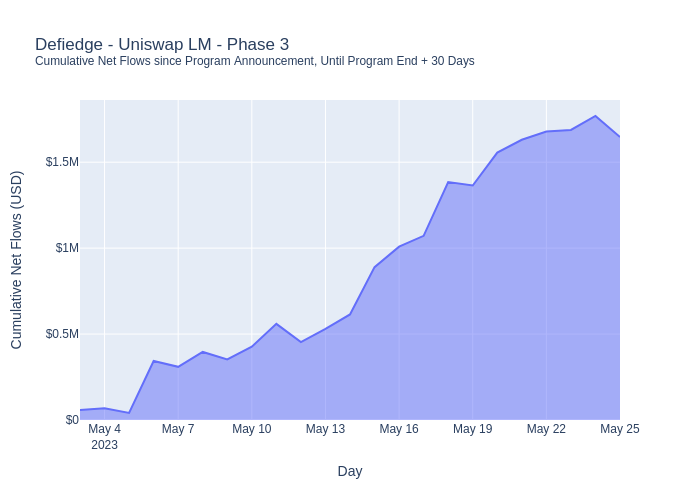 Defiedge - Uniswap LM - Phase 3
Cumulative Net Flows since Program Announcement, Until Program End + 30 Days
Cumulative Net Flows (USD)
$1.5M
$1M
$0.5M
$0
May 4
2023
May 7
May 10
May 13
May 16
May 19
May 22
May 25
Day